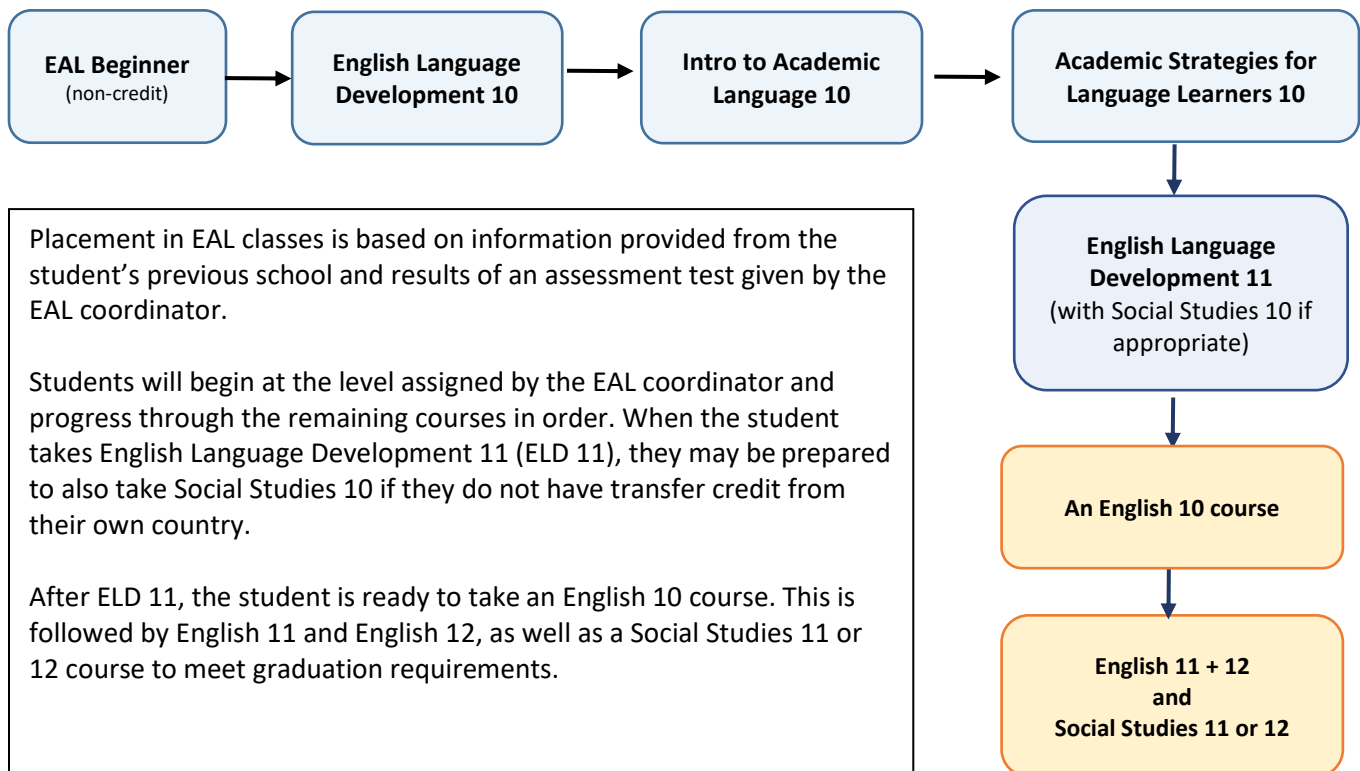 EAL Beginner
(non-credit)
English Language
Development 10
Intro to Academic
Language 10
Academic Strategies for
Language Learners 10
Placement in EAL classes is based on information provided from the
student’s previous school and results of an assessment test given by the
EAL coordinator.
Students will begin at the level assigned by the EAL coordinator and
progress through the remaining courses in order. When the student
takes English Language Development 11 (ELD 11), they may be prepared
to also take Social Studies 10 if they do not have transfer credit from
their own country.
After ELD 11, the student is ready to take an English 10 course. This is
followed by English 11 and English 12, as well as a Social Studies 11 or
12 course to meet graduation requirements.
English Language
Development 11
(with Social Studies 10 if
appropriate)
An English 10 course
English 11 + 12
and
Social Studies 11 or 12